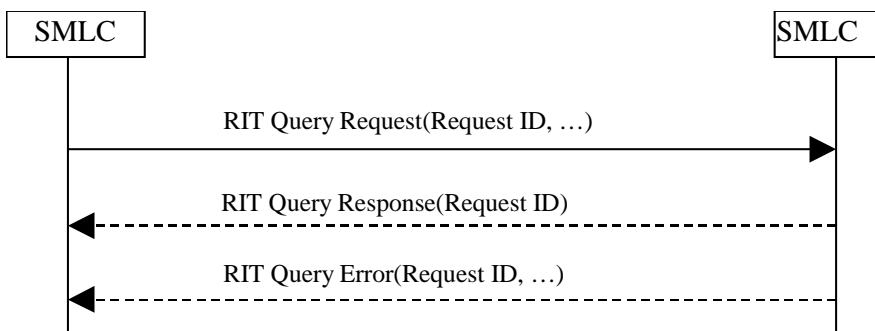 SMLC
SMLC
RIT Query Request(Request ID, …)
RIT Query Response(Request ID)
RIT Query Error(Request ID, …)